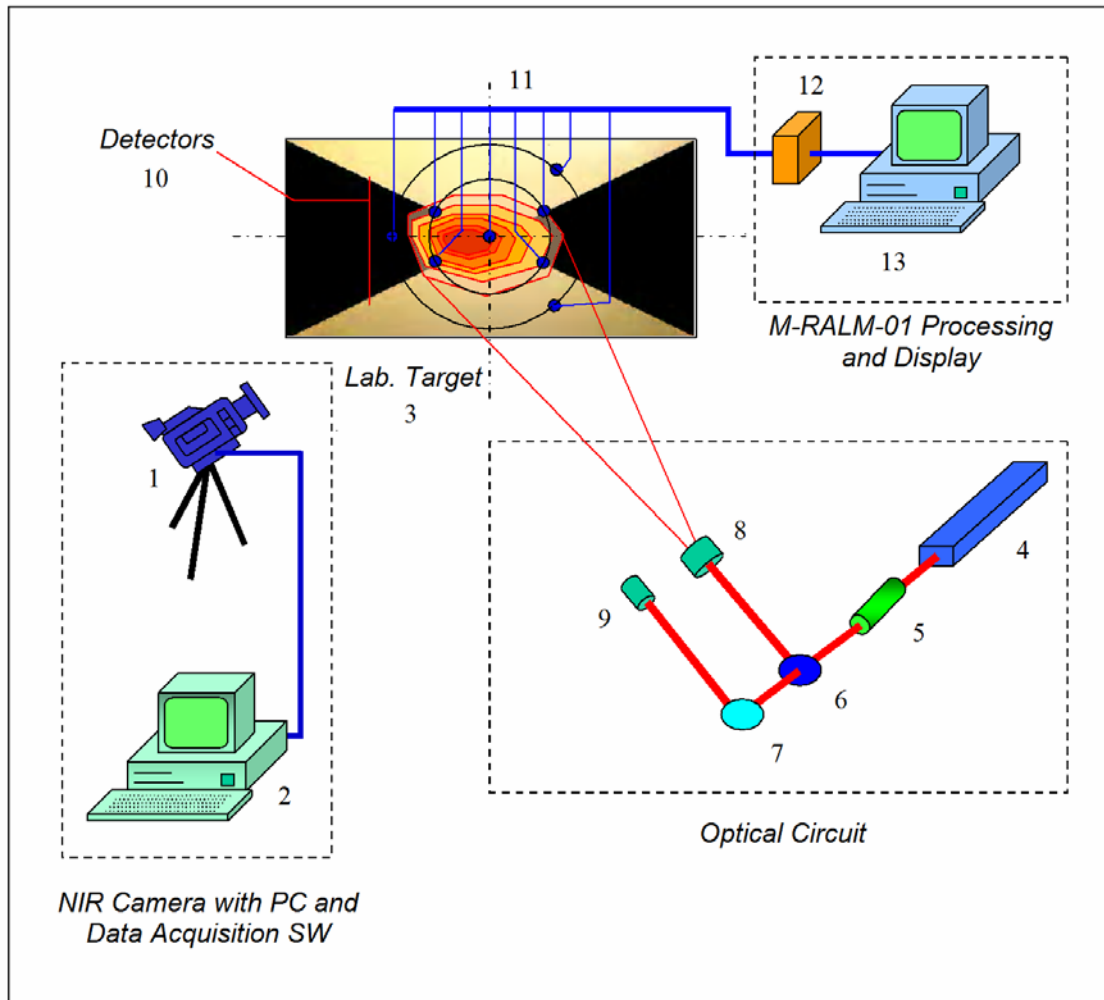 11
12
Detectors
10
13
M-RALM-01 Processing
and Display
Lab. Target
3
1
2
NIR Camera with PC and
Data Acquisition SW
8
4
9
5
6
7
Optical Circuit